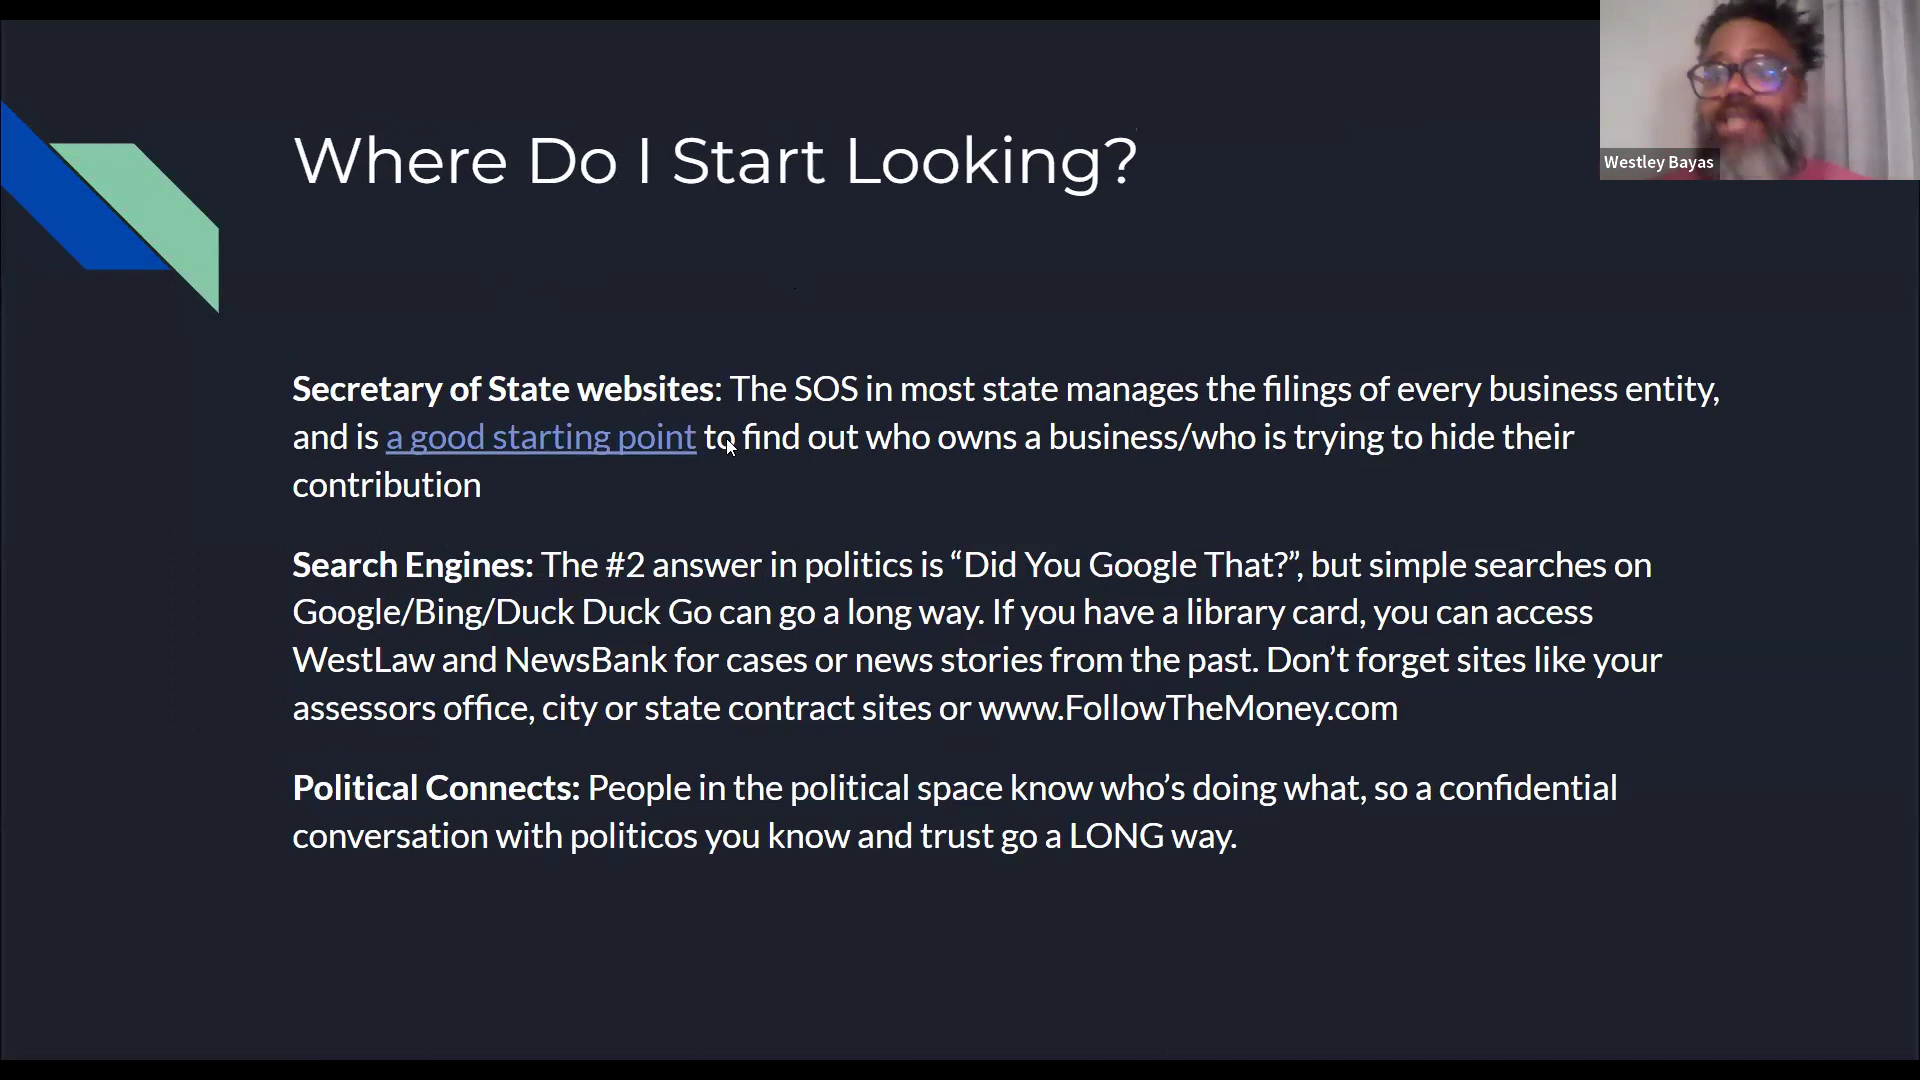 Where Do I Start Looking?
Westley Bayas
Secretary of State websites: The SOS in most state manages the filings of every business entity,
and is a good starting point to find out who owns a business/who is trying to hide their
contribution
Search Engines: The #2 answer in politics is “Did You Google That?”, but simple searches on
Google/Bing/Duck Duck Go can go a long way. If you have a library card, you can access
WestLaw and NewsBank for cases or news stories from the past. Don’t forget sites like your
assessors office, city or state contract sites or www.FollowTheMoney.com
Political Connects: People in the political space know who’s doing what, so a confidential
conversation with politicos you know and trust go a LONG way.